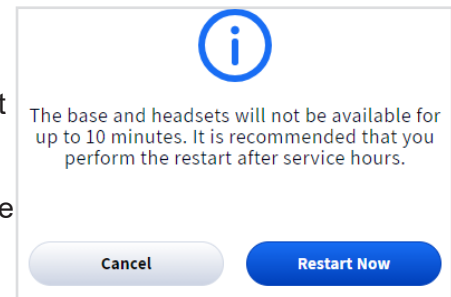 t
The base and headsets will not be available for
up to 10 minutes. It is recommended that you
perform the restart after service hours.
e
Cancel Restart Now